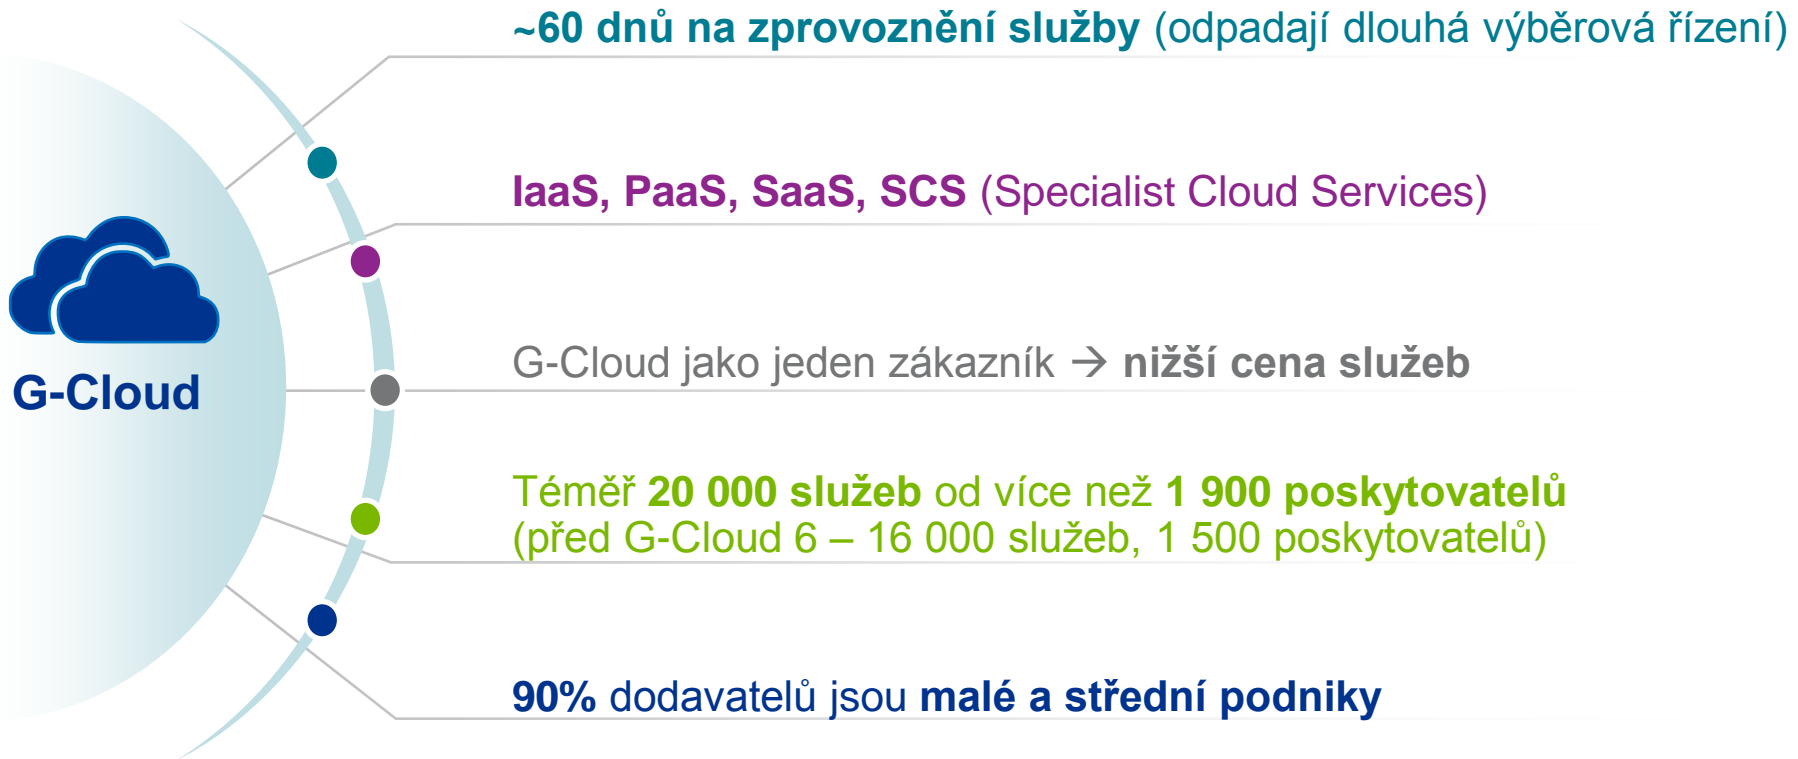 ~60 dnů na zprovoznění služby (odpadají dlouhá výběrová řízení)
IaaS, PaaS, SaaS, SCS (Specialist Cloud Services)
G-Cloud jako jeden zákazník → nižší cena služeb
G-Cloud
Téměř 20 000 služeb od více než 1 900 poskytovatelů
(před G-Cloud 6 – 16 000 služeb, 1 500 poskytovatelů)
90% dodavatelů jsou malé a střední podniky